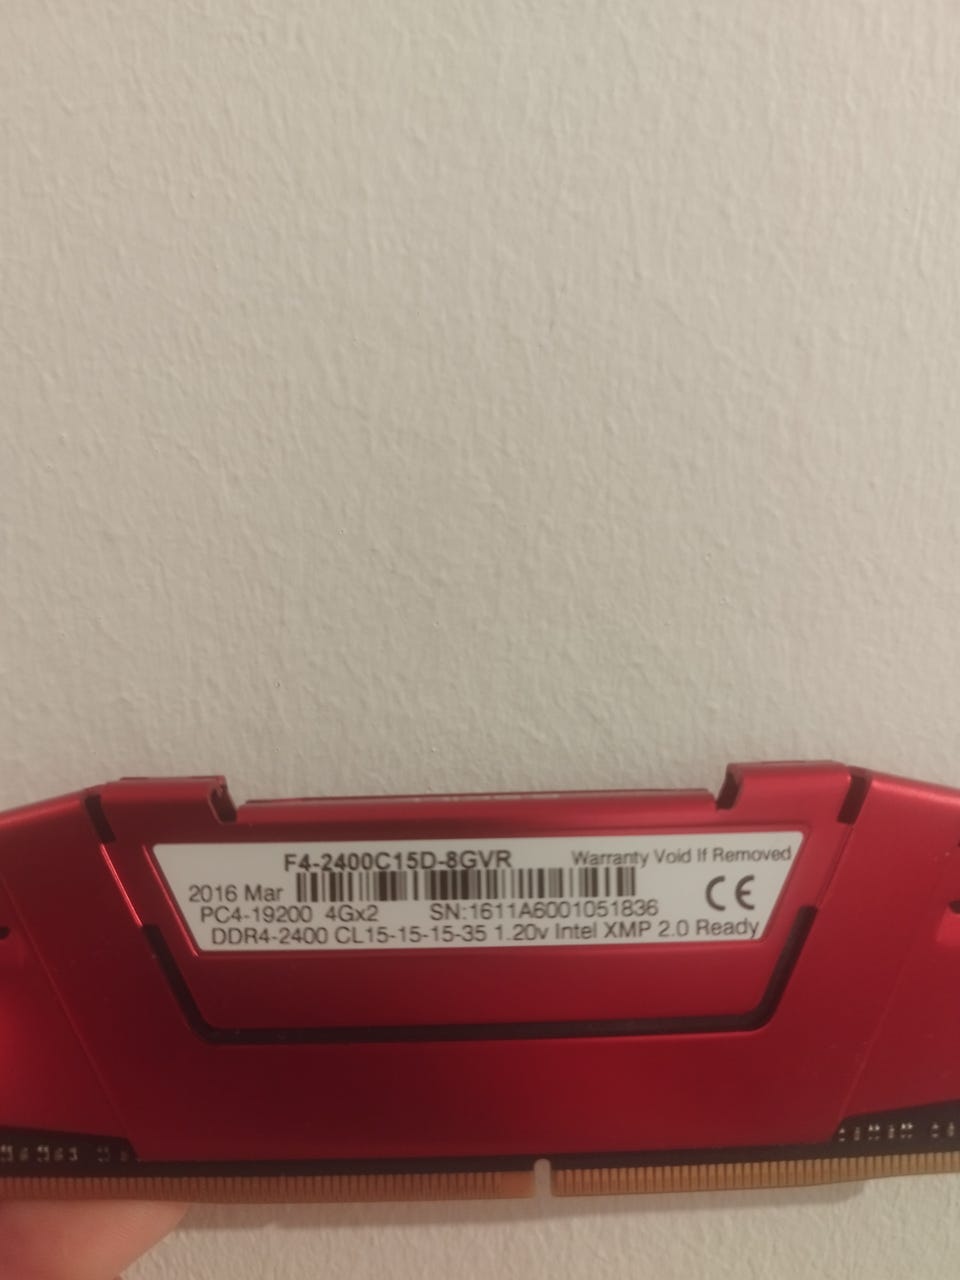 F4-2400C15D-8GVR Warranty Void If Removed
2016 Mar CE
PC4-19200 4Gx2 SN:1611A6001051836
DDR4-2400 CL15-15-15-35 1.20v Intel XMP 2.0 Ready